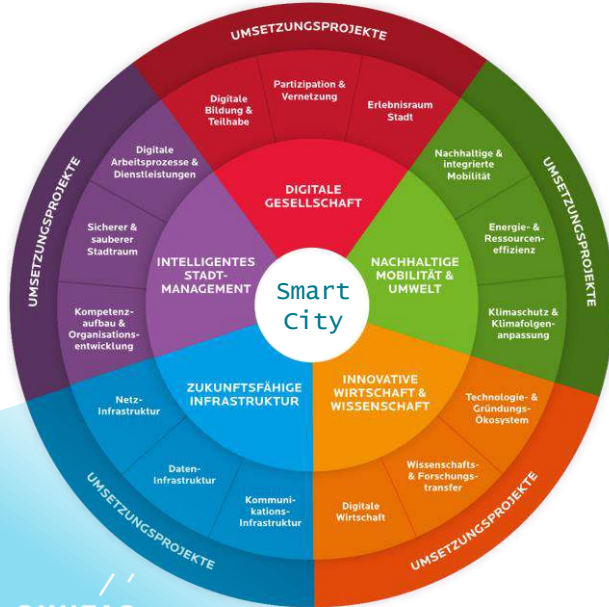 UMSETZUNGSPROJEKTE
Digitale
Bildung &
Teilhabe
Partizipation &
Vernetzung
Erlebnisraum
Stadt
DIGITALE
GESELLSCHAFT
UMSETZUNGSPROJEKTE
Nachhaltige &
integrierte
Mobilität
Energie- &
Ressourcen-
effizienz
Klimaschutz &
Klimafolgen-
anpassung
NACHHALTIGE
MOBILITÄT &
UMWELT
UMSETZUNGSPROJEKTE
Technologie- &
Gründungs-
Ökosystem
Wissenschafts-
& Forschungs-
transfer
Digitale
Wirtschaft
INNOVATIVE
WIRTSCHAFT &
WISSENSCHAFT
UMSETZUNGSPROJEKTE
Kommuni-
kations-
Infrastruktur
Daten-
Infrastruktur
Netz-
Infrastruktur
ZUKUNFTSFÄHIGE
INFRASTRUKTUR
UMSETZUNGSPROJEKTE
Kompetenz-
aufbau &
Organisations-
entwicklung
Sicherer &
sauberer
Stadtraum
Digitale
Arbeitsprozesse &
Dienstleistungen
INTELLIGENTES
STADT-
MANAGEMENT
Smart
City